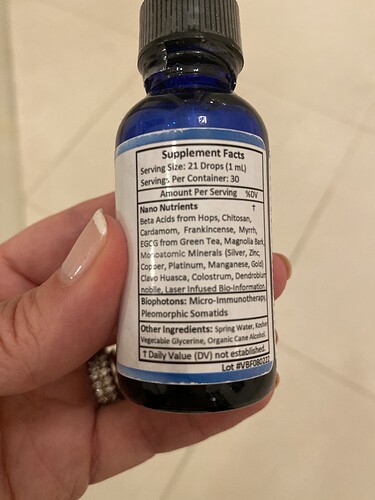 Supplement Facts
Serving Size: 21 Drops (1 mL)
Servings Per Container: 30
Amount Per Serving %DV
Nano Nutrients †
Beta Acids from Hops, Chitosan,
Cardamom, Frankincense, Myrrh,
EGCG from Green Tea, Magnolia Bark,
Monoatomic Minerals (Silver, Zinc,
Copper, Platinum, Manganese, Gold)
Clavo Huasca, Colostrum, Dendrobium
nobile, Laser Infused Bio-Information
Biophotons: Micro-Immunotherapy,
Pleomorphic Somatids
Other Ingredients: Spring Water, Kosher
Vegetable Glycerine, Organic Cane Alcohol.
† Daily Value (DV) not established.